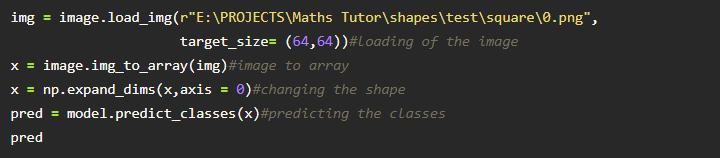 img = image.load_img(r"E:\PROJECTS\Maths Tutor\shapes\test\square\0.png",
target_size= (64,64))#loading of the image
x = image.img_to_array(img)#image to array
x = np.expand_dims(x,axis = 0)#changing the shape
pred = model.predict_classes(x)#predicting the classes
pred